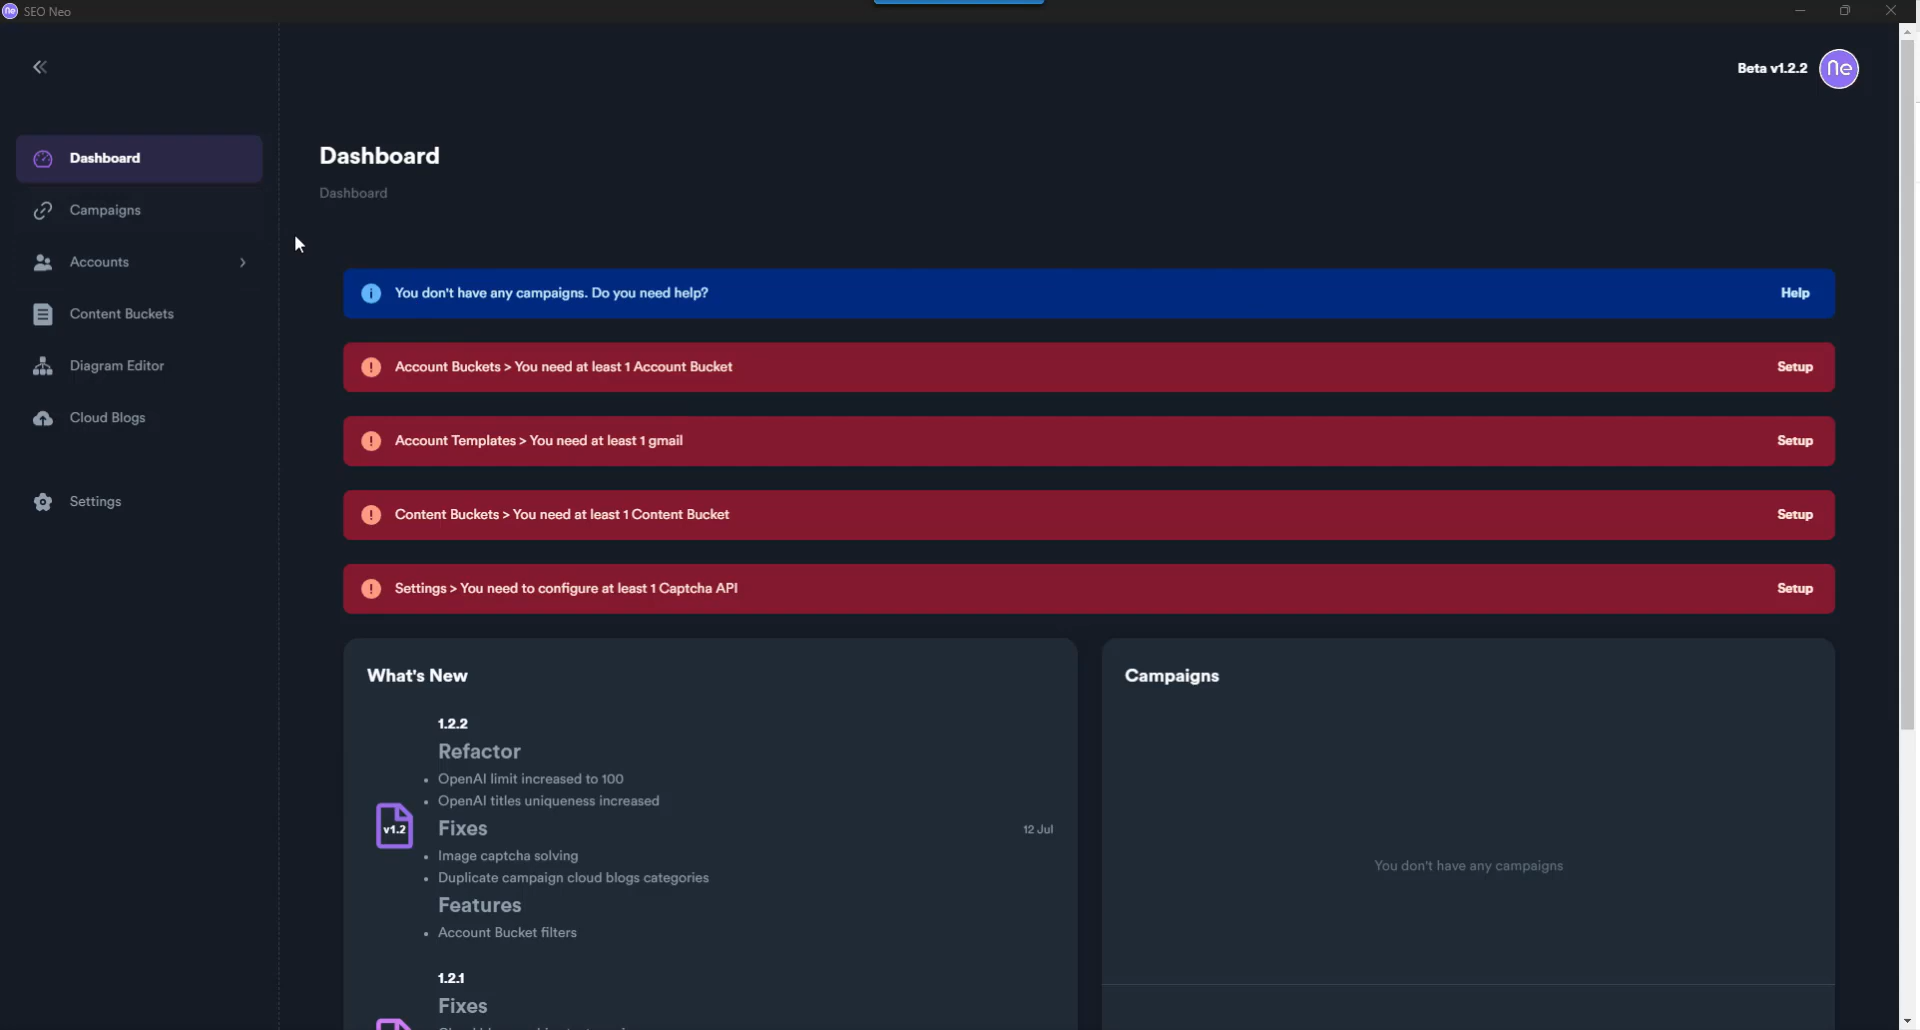 SEO Neo
Beta v1.2.2
Ne
Dashboard
Campaigns
Accounts
Content Buckets
Diagram Editor
Cloud Blogs
Settings
Dashboard
Dashboard
You don't have any campaigns. Do you need help?
Help
Account Buckets > You need at least 1 Account Bucket
Setup
Account Templates > You need at least 1 gmail
Setup
Content Buckets > You need at least 1 Content Bucket
Setup
Settings > You need to configure at least 1 Captcha API
Setup
What's New
1.2.2
Refactor
• OpenAI limit increased to 100
• OpenAI titles uniqueness increased
v1.2
Fixes
12 Jul
• Image captcha solving
• Duplicate campaign cloud blogs categories
Features
• Account Bucket filters
1.2.1
Fixes
Campaigns
You don't have any campaigns